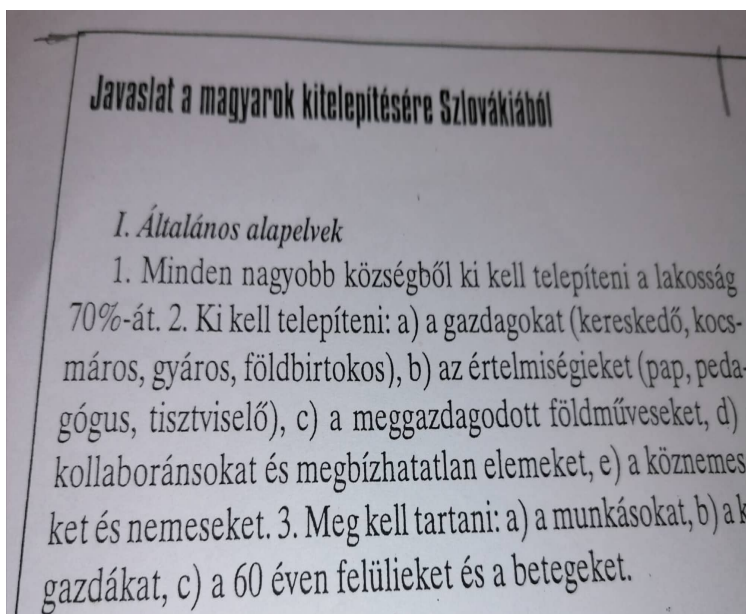 Javaslat a magyarok kitelepítésére Szlovákiából
I. Általános alapelvek
1. Minden nagyobb községből ki kell telepíteni a lakosság
70%-át. 2. Ki kell telepíteni: a) a gazdagokat (kereskedő, kocs-
máros, gyáros, földbirtokos), b) az értelmiségieket (pap, peda-
gógus, tisztviselő), c) a meggazdagodott földműveseket, d)
kollaboránsokat és megbízhatatlan elemeket, e) a köznemes
ket és nemeseket. 3. Meg kell tartani: a) a munkásokat, b) a k
gazdákat, c) a 60 éven felülieket és a betegeket.